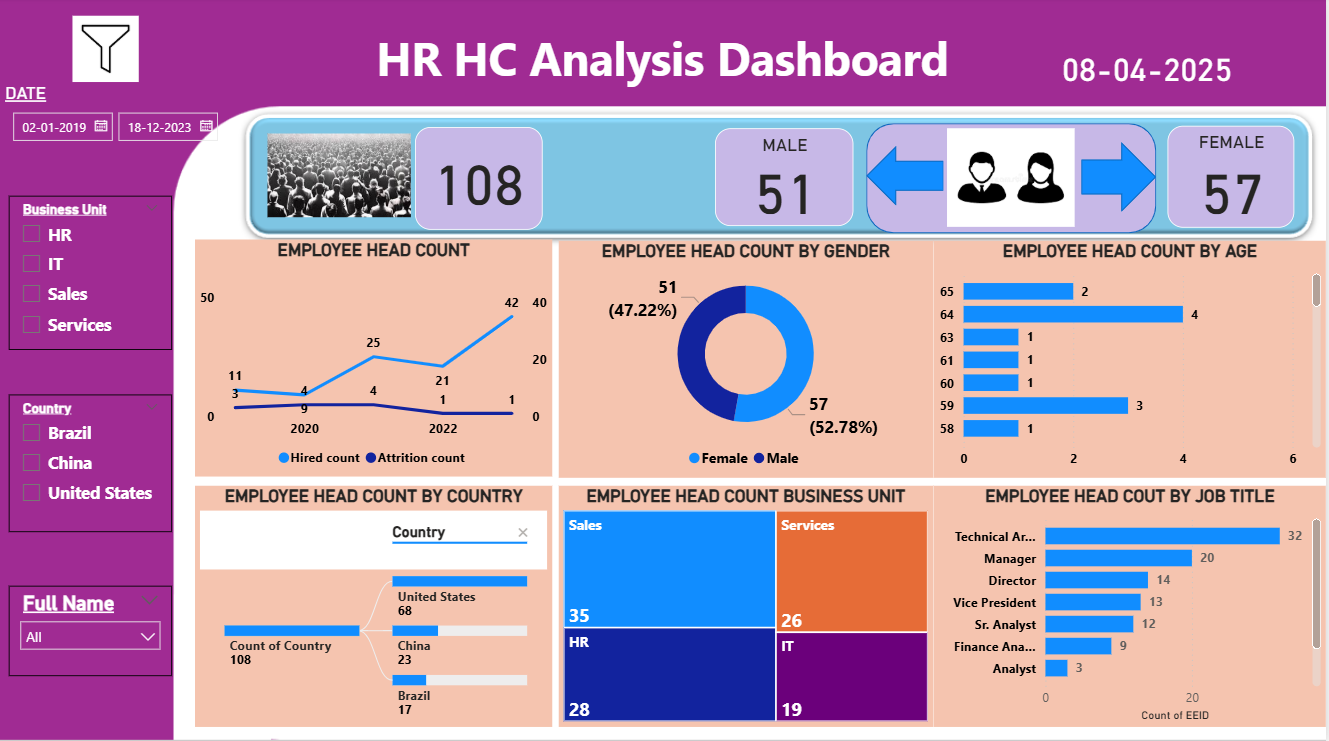 HR HC Analysis Dashboard
08-04-2025
DATE
02-01-2019
18-12-2023
108
MALE
51
FEMALE
57
Business Unit
HR
IT
Sales
Services
Country
Brazil
China
United States
Full Name
All
EMPLOYEE HEAD COUNT
50
0
40
20
0
11
4
25
21
42
3
9
4
1
1
2020
2022
Hired count
Attrition count
EMPLOYEE HEAD COUNT BY GENDER
51
(47.22%)
57
(52.78%)
Female
Male
EMPLOYEE HEAD COUNT BY AGE
65 2
64 4
63 1
61 1
60 1
59 3
58 1
0 2 4 6
EMPLOYEE HEAD COUNT BY COUNTRY
Country
Count of Country
108
United States
68
China
23
Brazil
17
EMPLOYEE HEAD COUNT BUSINESS UNIT
Sales
35
Services
26
HR
28
IT
19
EMPLOYEE HEAD COUT BY JOB TITLE
Technical Ar... 32
Manager 20
Director 14
Vice President 13
Sr. Analyst 12
Finance Ana... 9
Analyst 3
0 20
Count of EEID